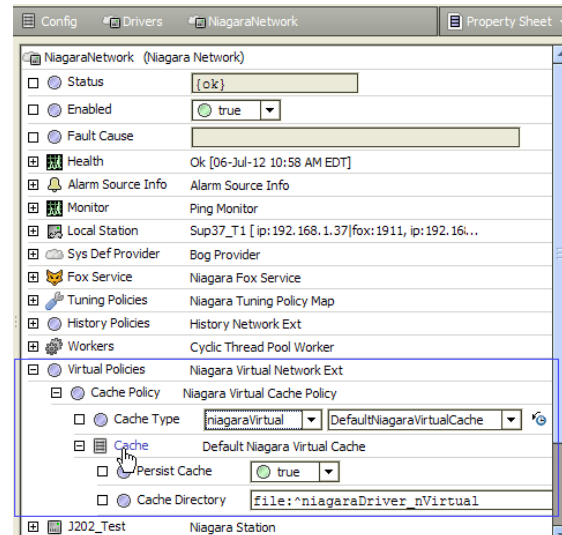 Config Drivers NiagaraNetwork Property Sheet
NiagaraNetwork (Niagara Network)
Status {ok}
Enabled true
Fault Cause
Health Ok [06-Jul-12 10:58 AM EDT]
Alarm Source Info Alarm Source Info
Monitor Ping Monitor
Local Station Sup37_T1 [ ip:192.168.1.37|fox:1911, ip:192.16...
Sys Def Provider Bog Provider
Fox Service Niagara Fox Service
Tuning Policies Niagara Tuning Policy Map
History Policies History Network Ext
Workers Cyclic Thread Pool Worker
Virtual Policies Niagara Virtual Network Ext
Cache Policy Niagara Virtual Cache Policy
Cache Type niagaraVirtual DefaultNiagaraVirtualCache
Cache Default Niagara Virtual Cache
Persist Cache true
Cache Directory file:^niagaraDriver_nVirtual
J202_Test Niagara Station